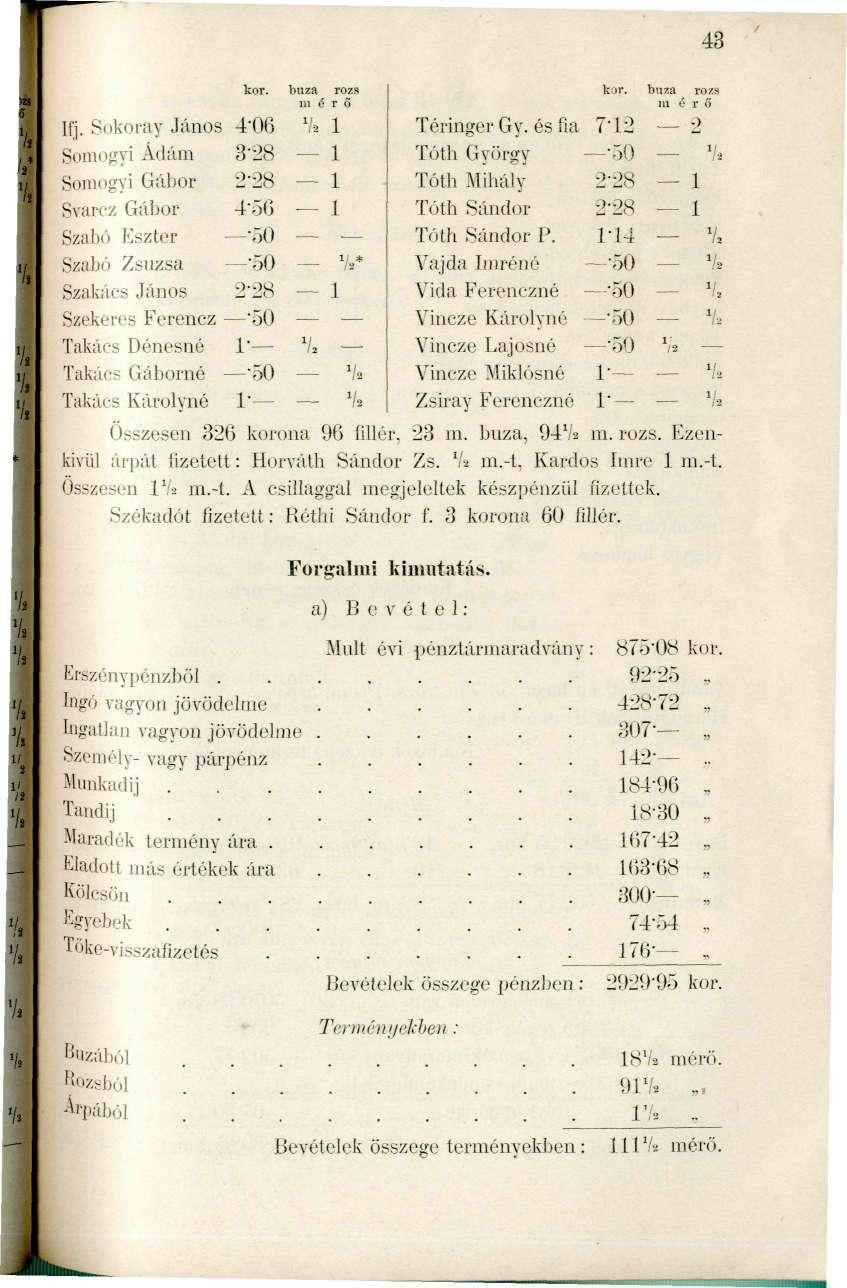 43
kor. buza rozs
m é r ő
Ifj. Sokoray János 4·06 ½ 1
Somogyi Ádám 3·28 — 1
Somogyi Gábor 2·28 — 1
Svarcz Gábor 4·56 — 1
Szabó Eszter —·50 — —
Szabó Zsuzsa —·50 — ½*
Szakács János 2·28 — 1
Szekeres Ferencz —·50 — —
Takács Dénesné 1·— ½ —
Takács Gáborné —·50 — ½
Takács Károlyné 1·— — ½
kor. buza rozs
m é r ő
Téringer Gy. és fia 7·12 — 2
Tóth György —·50 — ½
Tóth Mihály 2·28 — 1
Tóth Sándor 2·28 — 1
Tóth Sándor P. 1·14 — ½
Vajda Imréné —·50 — ½
Vida Ferenczné —·50 — ½
Vincze Károlyné —·50 — ½
Vincze Lajosné —·50 ½ —
Vincze Miklósné 1·— — ½
Zsiray Ferenczné 1·— — ½
Összesen 326 korona 96 fillér, 23 m. buza, 94½ m. rozs. Ezen-
kivül árpát fizetett: Horváth Sándor Zs. ½ m.-t, Kardos Imre 1 m.-t.
Összesen 1½ m.-t. A csillaggal megjeleltek készpénzül fizettek.
Székadót fizetett: Réthi Sándor f. 3 korona 60 fillér.
Forgalmi kimutatás.
a) B e v é t e l :
Mult évi pénztármaradvány: 875·08 kor.
Erszénypénzből . . . . . . . . 92·25 „
Ingó vagyon jövödelme . . . . . . 428·72 „
Ingatlan vagyon jövödelme . . . . . . 307·— „
Személy- vagy párpénz . . . . . . 142·— „
Munkadij . . . . . . . . . 184·96 „
Tandij . . . . . . . . . 18·30 „
Maradék termény ára . . . . . . . 167·42 „
Eladott más értékek ára . . . . . . 163·68 „
Kölcsön . . . . . . . . . 300·— „
Egyebek . . . . . . . . . 74·54 „
Tőke-visszafizetés . . . . . . . 176·— „
Bevételek összege pénzben: 2929·95 kor.
Terményekben :
Buzából . . . . . . . . . 18½ mérő.
Rozsból . . . . . . . . . 91½ „
Árpából . . . . . . . . . 1½ „
Bevételek összege terményekben: 111½ mérő.